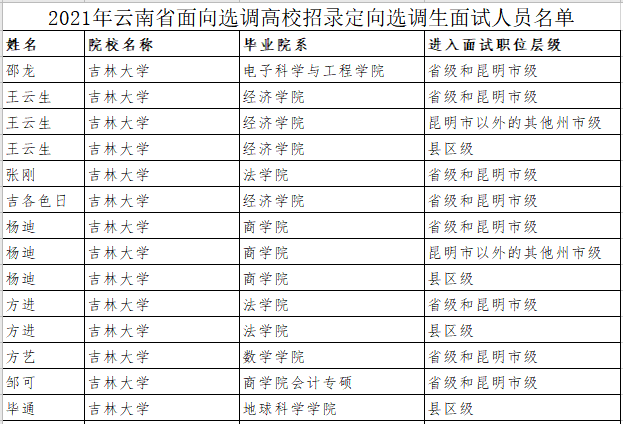 2021年云南省面向选调高校招录定向选调生面试人员名单
姓名 院校名称 毕业院系 进入面试职位层级
邵龙 吉林大学 电子科学与工程学院 省级和昆明市级
王云生 吉林大学 经济学院 省级和昆明市级
王云生 吉林大学 经济学院 昆明市以外的其他州市级
王云生 吉林大学 经济学院 县区级
张刚 吉林大学 法学院 省级和昆明市级
吉各色日 吉林大学 经济学院 省级和昆明市级
杨迪 吉林大学 商学院 省级和昆明市级
杨迪 吉林大学 商学院 昆明市以外的其他州市级
杨迪 吉林大学 商学院 县区级
方进 吉林大学 法学院 省级和昆明市级
方进 吉林大学 法学院 县区级
方艺 吉林大学 数学学院 省级和昆明市级
邹可 吉林大学 商学院会计专硕 省级和昆明市级
毕通 吉林大学 地球科学学院 县区级